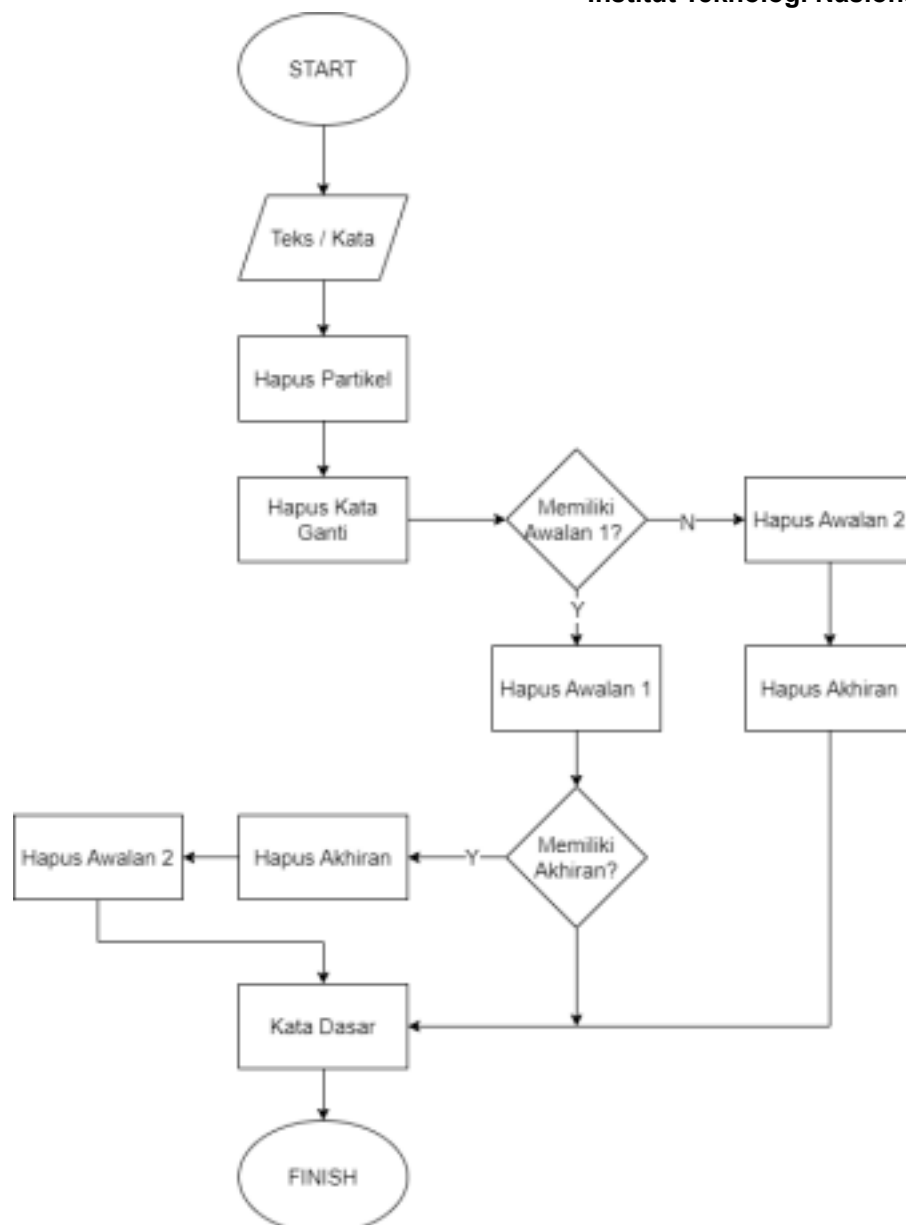 START
Teks / Kata
Hapus Partikel
Hapus Kata
Ganti
Memiliki
Awalan 1?
N
Hapus Awalan 2
Y
Hapus Awalan 1
Hapus Akhiran
Memiliki
Akhiran?
Y
Hapus Akhiran
Hapus Awalan 2
Kata Dasar
FINISH